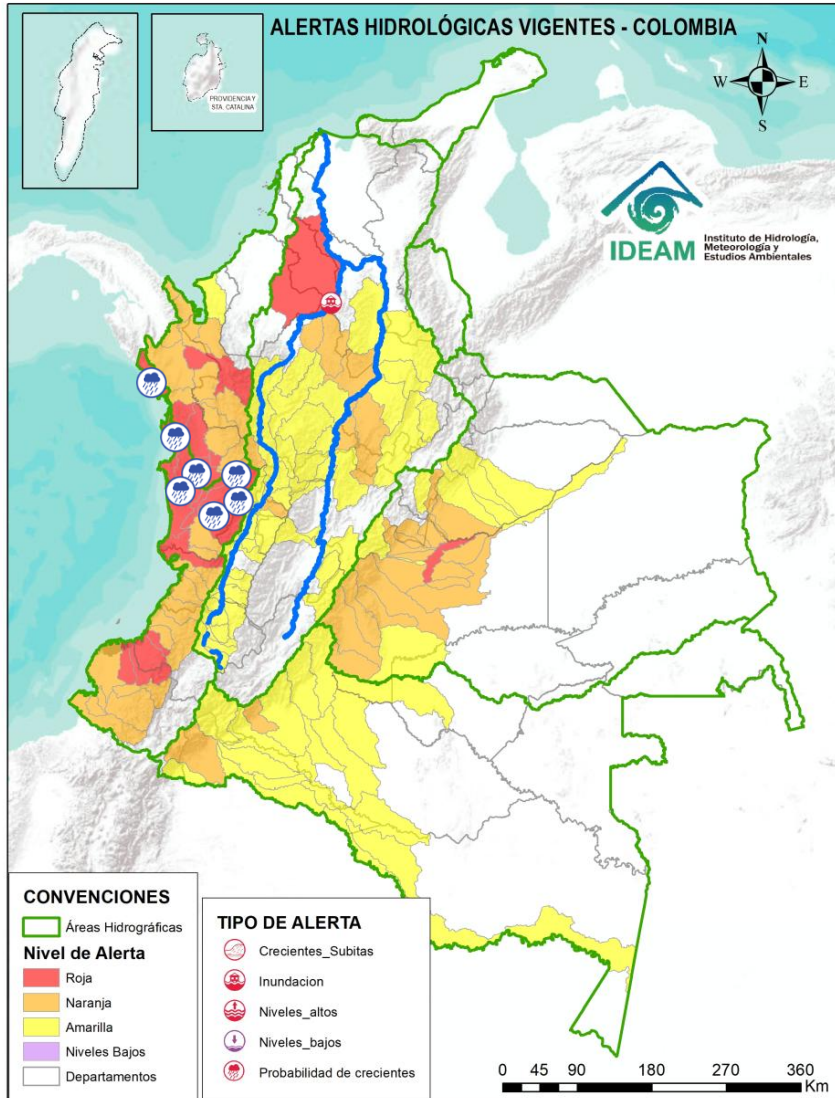 ALERTAS HIDROLÓGICAS VIGENTES - COLOMBIA
PROVIDENCIA Y
STA. CATALINA
N
W
E
S
IDEAM
Instituto de Hidrología,
Meteorología y
Estudios Ambientales
CONVENCIONES
Áreas Hidrográficas
Nivel de Alerta
Roja
Naranja
Amarilla
Niveles Bajos
Departamentos
TIPO DE ALERTA
Crecientes_Subitas
Inundacion
Niveles_altos
Niveles_bajos
Probabilidad de crecientes
0 45 90 180 270 360
Km